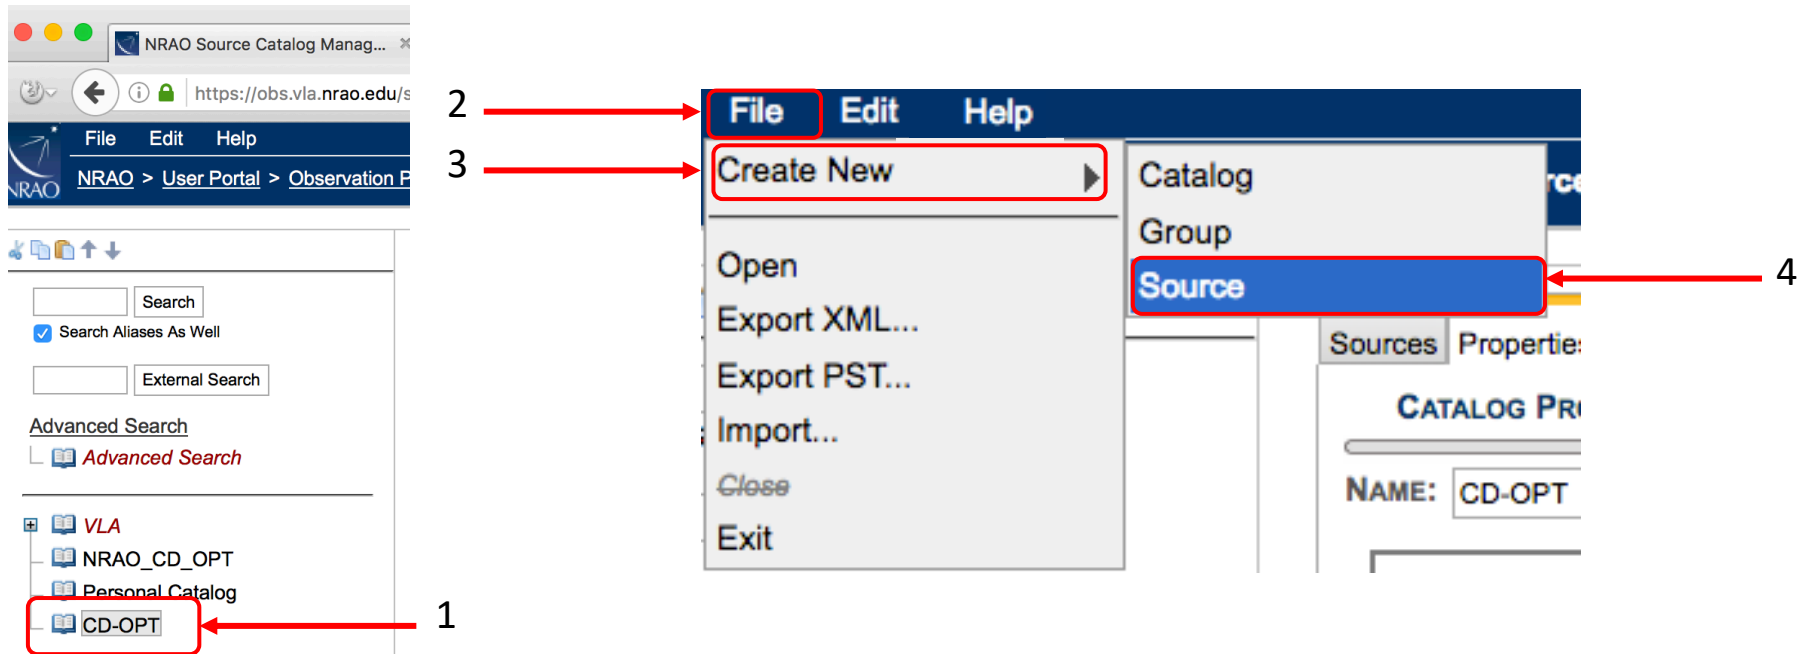 NRAO Source Catalog Manag...
https://obs.vla.nrao.edu/s
File Edit Help
NRAO > User Portal > Observation P
NRAO
Search
Search Aliases As Well
External Search
Advanced Search
Advanced Search
VLA
NRAO_CD_OPT
Personal Catalog
CD-OPT
1
2
File Edit Help
3
Create New
Catalog
Group
Source
4
Open
Export XML...
Export PST...
Import...
Close
Exit
rce
Sources Properties
CATALOG PRO
NAME: CD-OPT